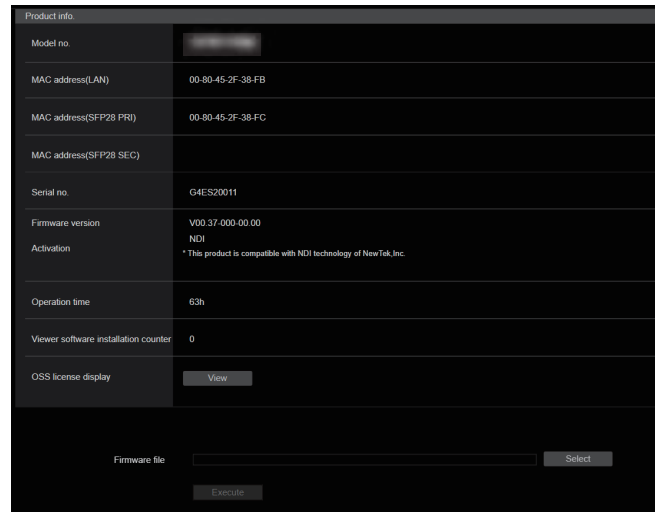 Product info.
Model no.
MAC address(LAN) 00-80-45-2F-38-FB
MAC address(SFP28 PRI) 00-80-45-2F-38-FC
MAC address(SFP28 SEC)
Serial no. G4ES20011
Firmware version V00.37-000-00.00
NDI
Activation
* This product is compatible with NDI technology of NewTek,Inc.
Operation time 63h
Viewer software installation counter 0
OSS license display View
Firmware file Select
Execute